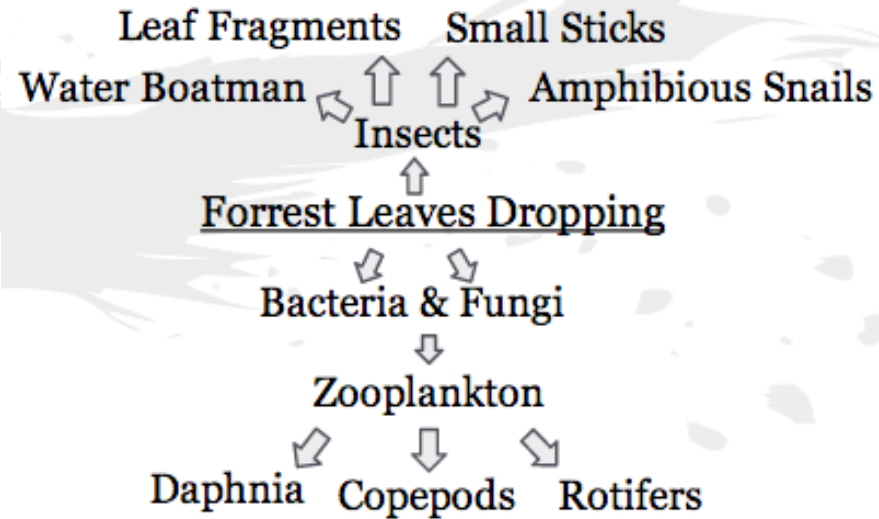 Leaf Fragments Small Sticks
Water Boatman Amphibious Snails
Insects
Forrest Leaves Dropping
Bacteria & Fungi
Zooplankton
Daphnia Copepods Rotifers